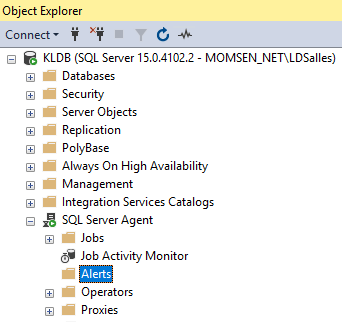 Object Explorer
Connect
KLDB (SQL Server 15.0.4102.2 - MOMSEN_NET\LDSalles)
Databases
Security
Server Objects
Replication
PolyBase
Always On High Availability
Management
Integration Services Catalogs
SQL Server Agent
Jobs
Job Activity Monitor
Alerts
Operators
Proxies